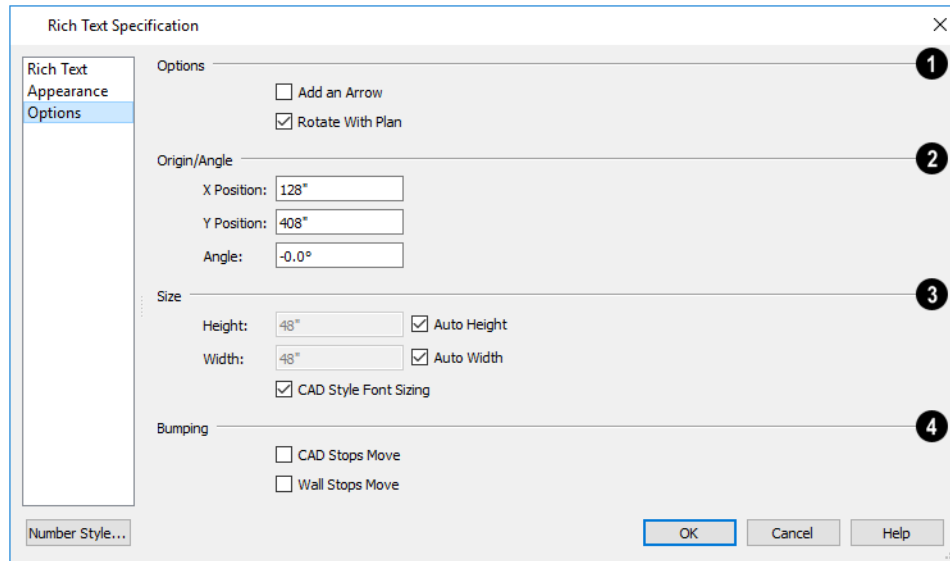 Rich Text Specification
Rich Text
Appearance
Options
Options 1
Add an Arrow
Rotate With Plan
Origin/Angle 2
X Position: 128"
Y Position: 408"
Angle: -0.0°
Size 3
Height: 48" Auto Height
Width: 48" Auto Width
CAD Style Font Sizing
Bumping 4
CAD Stops Move
Wall Stops Move
Number Style... OK Cancel Help